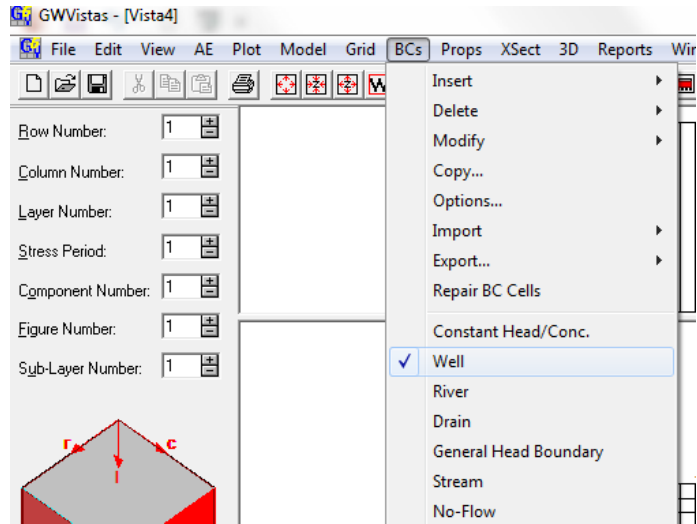 GWVistas - [Vista4]
File Edit View AE Plot Model Grid BCs Props XSect 3D Reports
Row Number: 1
Column Number: 1
Layer Number: 1
Stress Period: 1
Component Number: 1
Figure Number: 1
Sub-Layer Number: 1
r c
l
Insert
Delete
Modify
Copy...
Options...
Import
Export...
Repair BC Cells
Constant Head/Conc.
Well
River
Drain
General Head Boundary
Stream
No-Flow